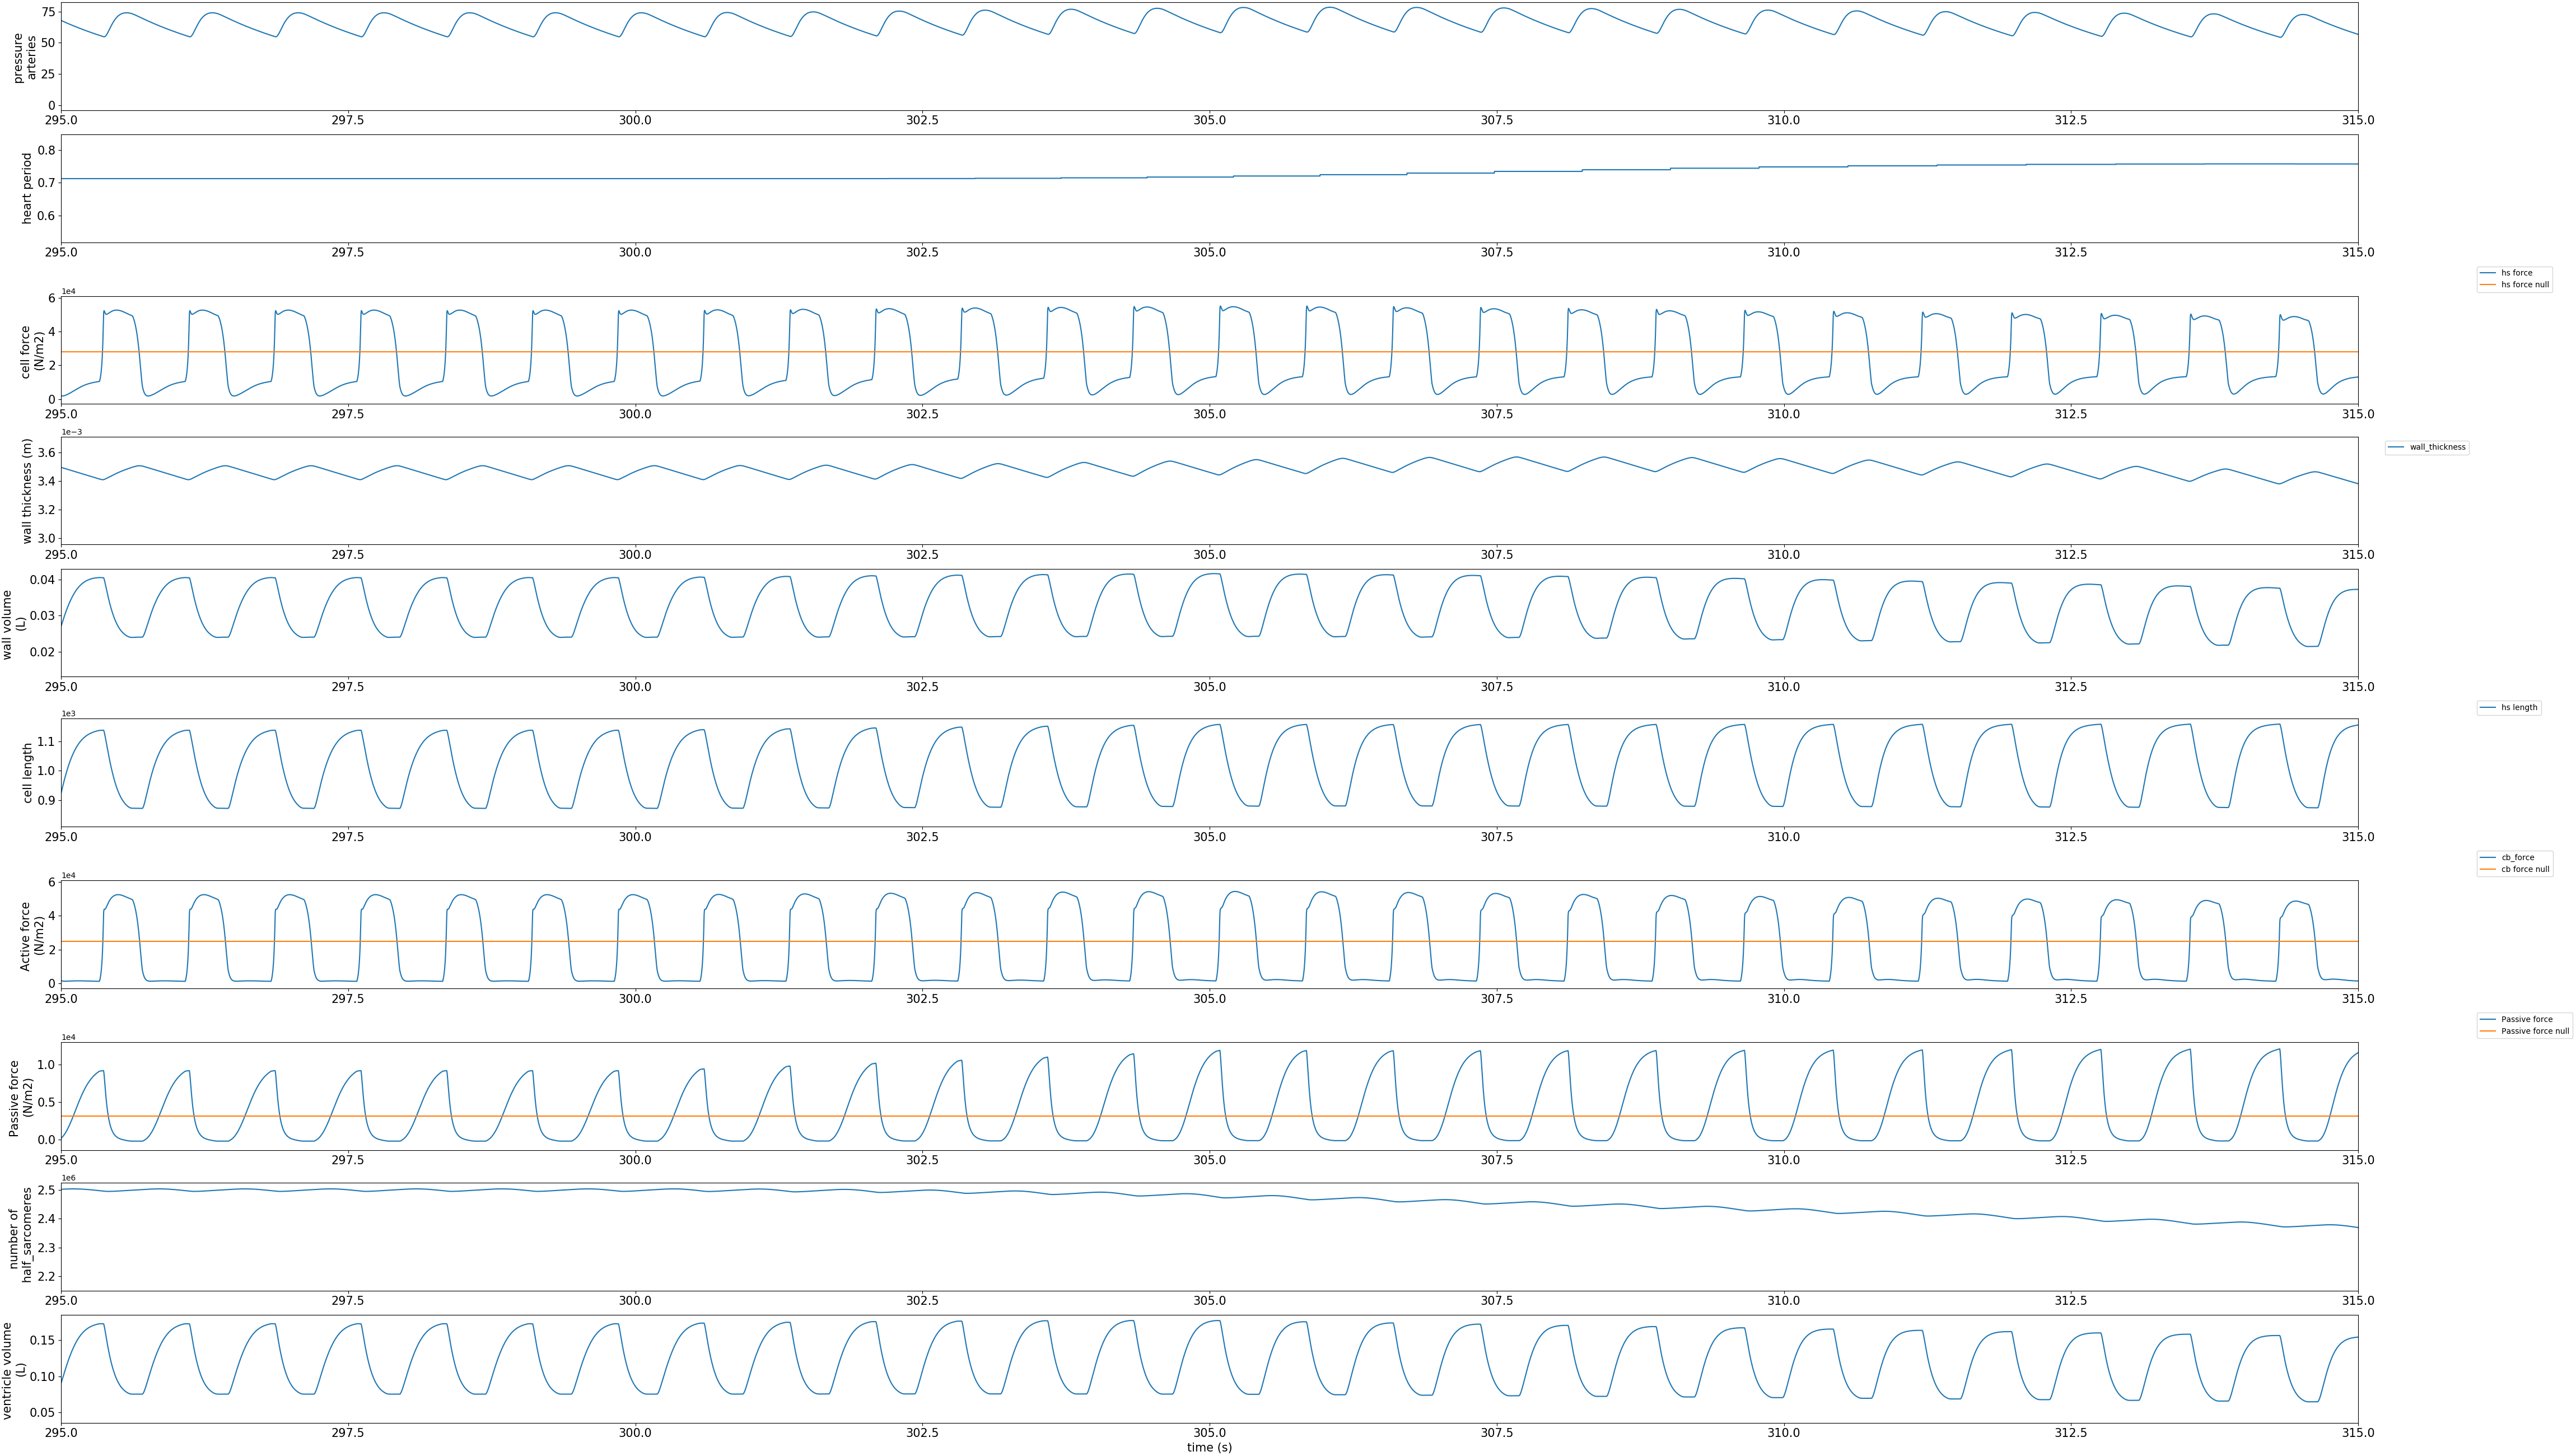 75
50
25
0
pressure
arteries
295.0 297.5 300.0 302.5 305.0 307.5 310.0 312.5 315.0
0.8
0.7
0.6
heart period
295.0 297.5 300.0 302.5 305.0 307.5 310.0 312.5 315.0
hs force
hs force null
1e4
6
4
2
0
cell force
(N/m2)
295.0 297.5 300.0 302.5 305.0 307.5 310.0 312.5 315.0
1e−3
3.6
3.4
3.2
3.0
wall thickness (m)
wall_thickness
295.0 297.5 300.0 302.5 305.0 307.5 310.0 312.5 315.0
0.04
0.03
0.02
wall volume
(L)
295.0 297.5 300.0 302.5 305.0 307.5 310.0 312.5 315.0
hs length
1e3
1.1
1.0
0.9
cell length
295.0 297.5 300.0 302.5 305.0 307.5 310.0 312.5 315.0
cb_force
cb force null
1e4
6
4
2
0
Active force
(N/m2)
295.0 297.5 300.0 302.5 305.0 307.5 310.0 312.5 315.0
Passive force
Passive force null
1e4
1.0
0.5
0.0
Passive force
(N/m2)
295.0 297.5 300.0 302.5 305.0 307.5 310.0 312.5 315.0
1e6
2.5
2.4
2.3
2.2
number of
half_sarcomeres
295.0 297.5 300.0 302.5 305.0 307.5 310.0 312.5 315.0
0.15
0.10
0.05
ventricle volume
(L)
295.0 297.5 300.0 302.5 305.0 307.5 310.0 312.5 315.0
time (s)